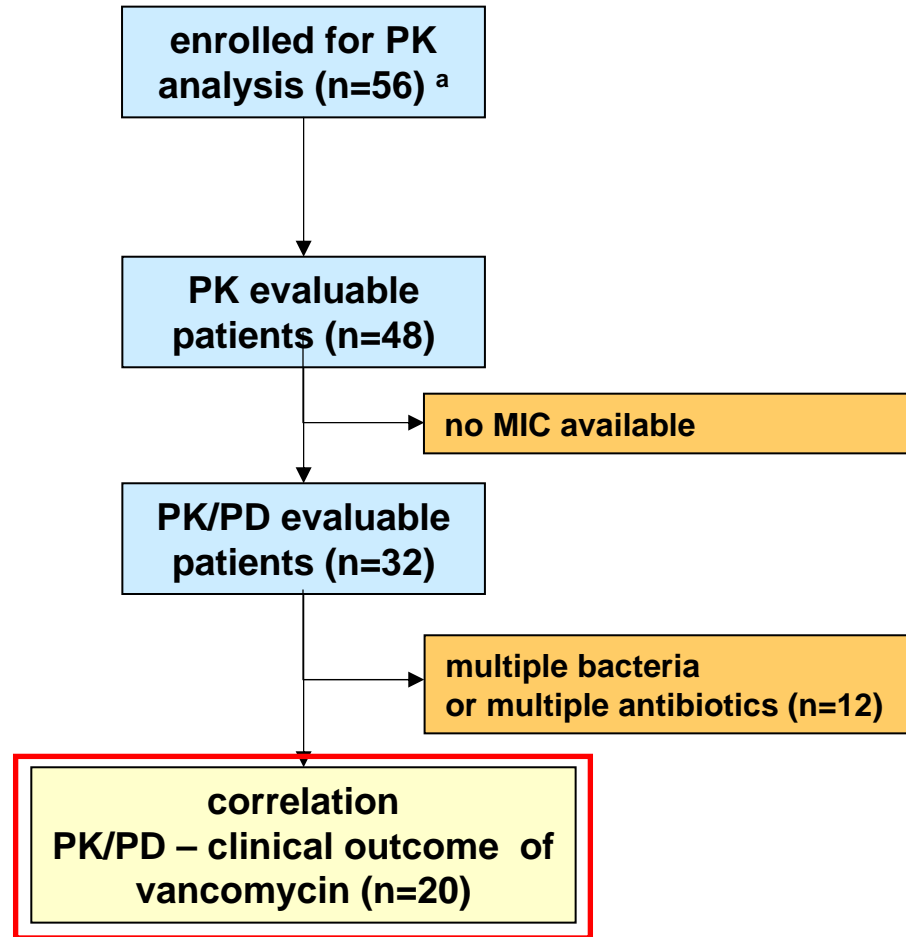 enrolled for PK
analysis (n=56) ᵃ
PK evaluable
patients (n=48)
no MIC available
PK/PD evaluable
patients (n=32)
multiple bacteria
or multiple antibiotics (n=12)
correlation
PK/PD – clinical outcome of
vancomycin (n=20)